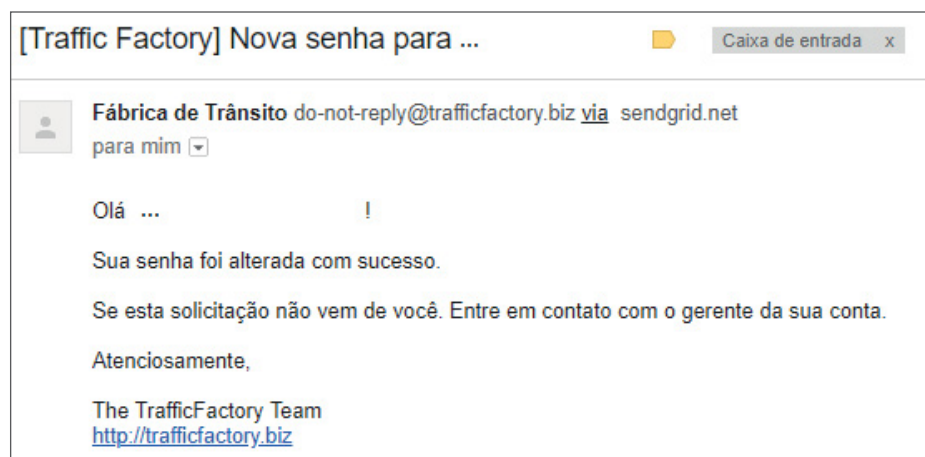 [Traffic Factory] Nova senha para ...
Caixa de entrada x
Fábrica de Trânsito do-not-reply@trafficfactory.biz via sendgrid.net
para mim
Olá ... !
Sua senha foi alterada com sucesso.
Se esta solicitação não vem de você. Entre em contato com o gerente da sua conta.
Atenciosamente,
The TrafficFactory Team
http://trafficfactory.biz